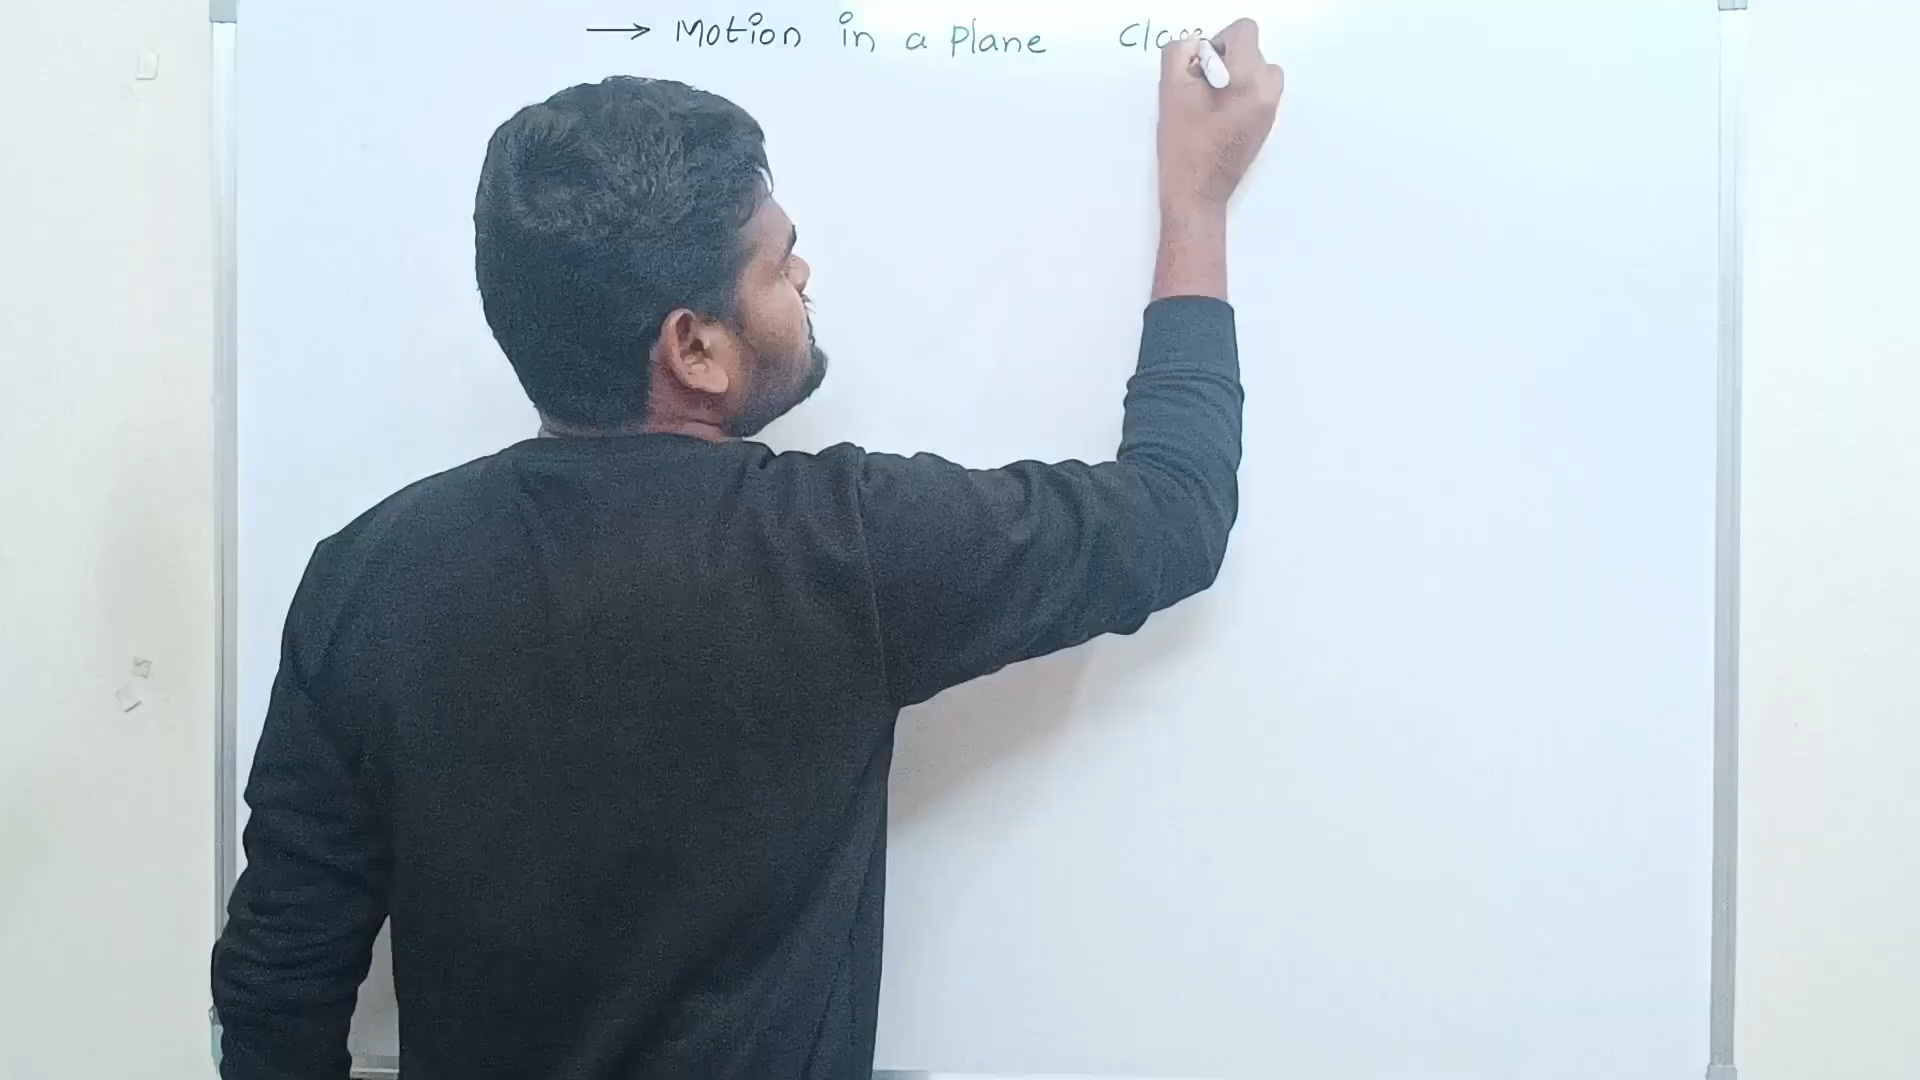 → Motion in a plane